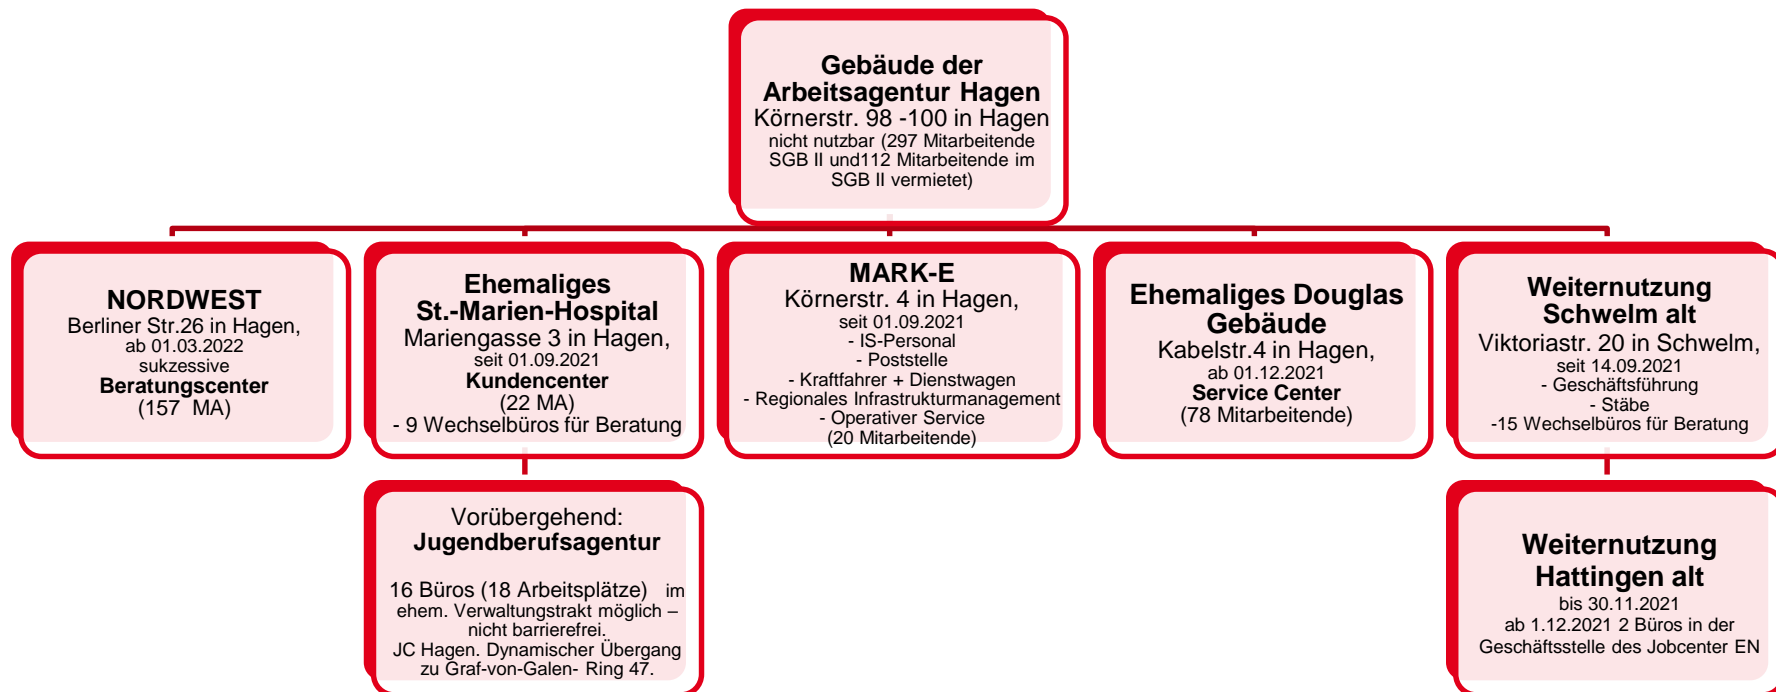 Gebäude der
Arbeitsagentur Hagen
Körnerstr. 98 -100 in Hagen
nicht nutzbar (297 Mitarbeitende
SGB II und112 Mitarbeitende im
SGB II vermietet)
NORDWEST
Berliner Str.26 in Hagen,
ab 01.03.2022
sukzessive
Beratungscenter
(157 MA)
Ehemaliges
St.-Marien-Hospital
Mariengasse 3 in Hagen,
seit 01.09.2021
Kundencenter
(22 MA)
- 9 Wechselbüros für Beratung
MARK-E
Körnerstr. 4 in Hagen,
seit 01.09.2021
- IS-Personal
- Poststelle
- Kraftfahrer + Dienstwagen
- Regionales Infrastrukturmanagement
- Operativer Service
(20 Mitarbeitende)
Ehemaliges Douglas
Gebäude
Kabelstr.4 in Hagen,
ab 01.12.2021
Service Center
(78 Mitarbeitende)
Weiternutzung
Schwelm alt
Viktoriastr. 20 in Schwelm,
seit 14.09.2021
- Geschäftsführung
- Stäbe
-15 Wechselbüros für Beratung
Vorübergehend:
Jugendberufsagentur
16 Büros (18 Arbeitsplätze) im
ehem. Verwaltungstrakt möglich –
nicht barrierefrei.
JC Hagen. Dynamischer Übergang
zu Graf-von-Galen- Ring 47.
Weiternutzung
Hattingen alt
bis 30.11.2021
ab 1.12.2021 2 Büros in der
Geschäftsstelle des Jobcenter EN